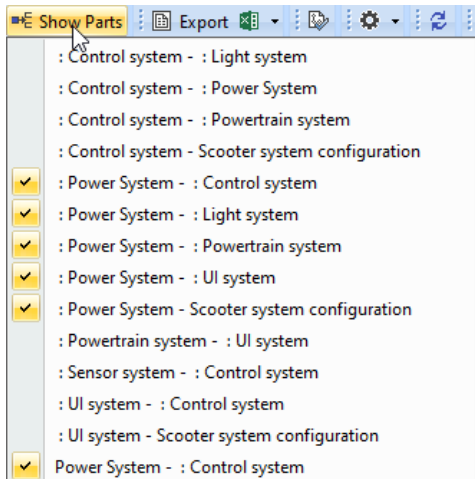 Show Parts Export
: Control system - : Light system
: Control system - : Power System
: Control system - : Powertrain system
: Control system - Scooter system configuration
: Power System - : Control system
: Power System - : Light system
: Power System - : Powertrain system
: Power System - : UI system
: Power System - Scooter system configuration
: Powertrain system - : UI system
: Sensor system - : Control system
: UI system - : Control system
: UI system - Scooter system configuration
Power System - : Control system